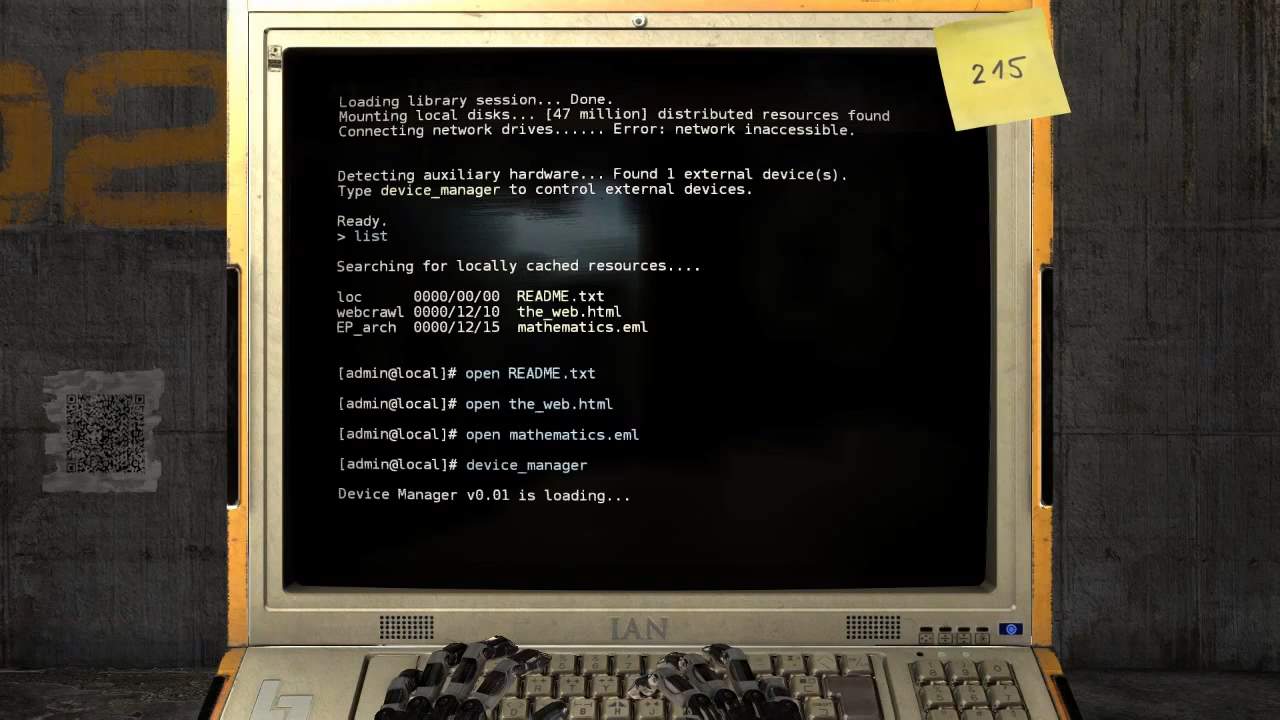 02
215
Loading library session... Done.
Mounting local disks... [47 million] distributed resources found
Connecting network drives...... Error: network inaccessible.
Detecting auxiliary hardware... Found 1 external device(s).
Type device_manager to control external devices.
Ready.
> list
Searching for locally cached resources....
loc 0000/00/00 README.txt
webcrawl 0000/12/10 the_web.html
EP_arch 0000/12/15 mathematics.eml
[admin@local]# open README.txt
[admin@local]# open the_web.html
[admin@local]# open mathematics.eml
[admin@local]# device_manager
Device Manager v0.01 is loading...
IAN